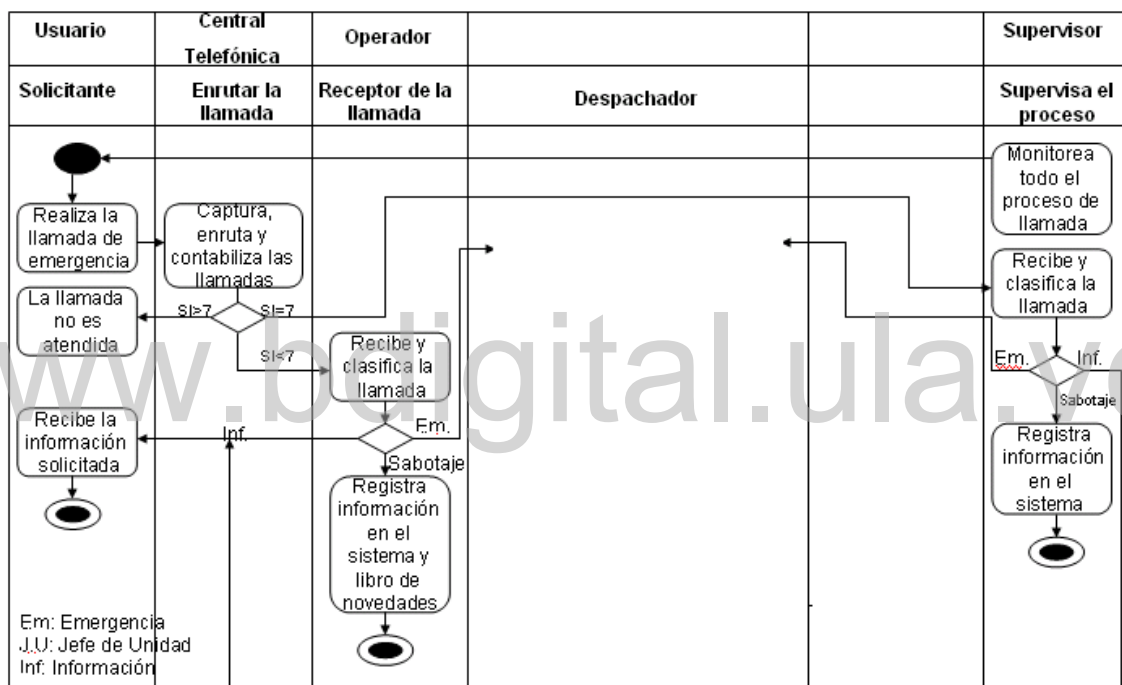 Usuario
Central
Telefónica
Operador
Supervisor
Solicitante
Enrutar la
llamada
Receptor de la
llamada
Despachador
Supervisa el
proceso
Monitorea
todo el
proceso de
llamada
Realiza la
llamada de
emergencia
Captura,
enruta y
contabiliza las
llamadas
Recibe y
clasifica la
llamada
La llamada
no es
atendida
SI>7
SI=7
SI<7
Recibe y
clasifica la
llamada
Em.
Inf.
Sabotaje
Recibe la
información
solicitada
Inf.
Em.
Sabotaje
Registra
información
en el
sistema
Registra
información
en el
sistema y
libro de
novedades
Em: Emergencia
J.U: Jefe de Unidad
Inf: Información
www.bdigital.ula.ve